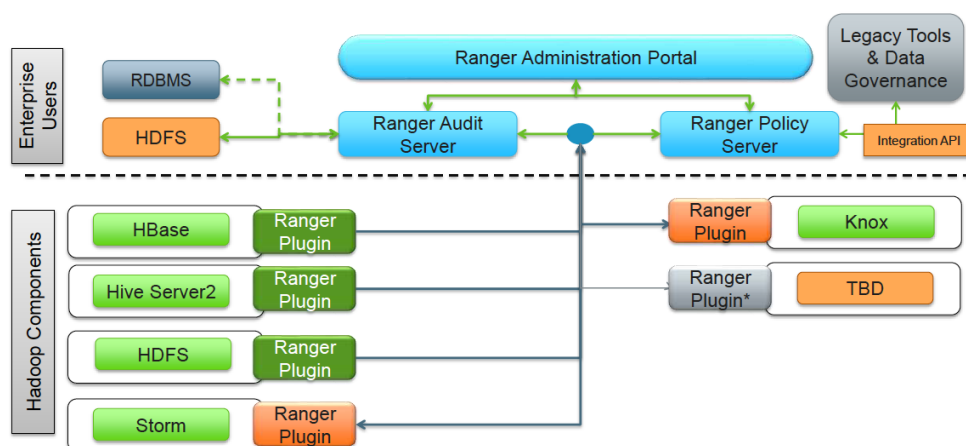 Enterprise
Users
RDBMS
HDFS
Ranger Administration Portal
Ranger Audit
Server
Ranger Policy
Server
Legacy Tools
& Data
Governance
Integration API
Hadoop Components
HBase
Ranger
Plugin
Hive Server2
Ranger
Plugin
HDFS
Ranger
Plugin
Storm
Ranger
Plugin
Ranger
Plugin
Knox
Ranger
Plugin*
TBD